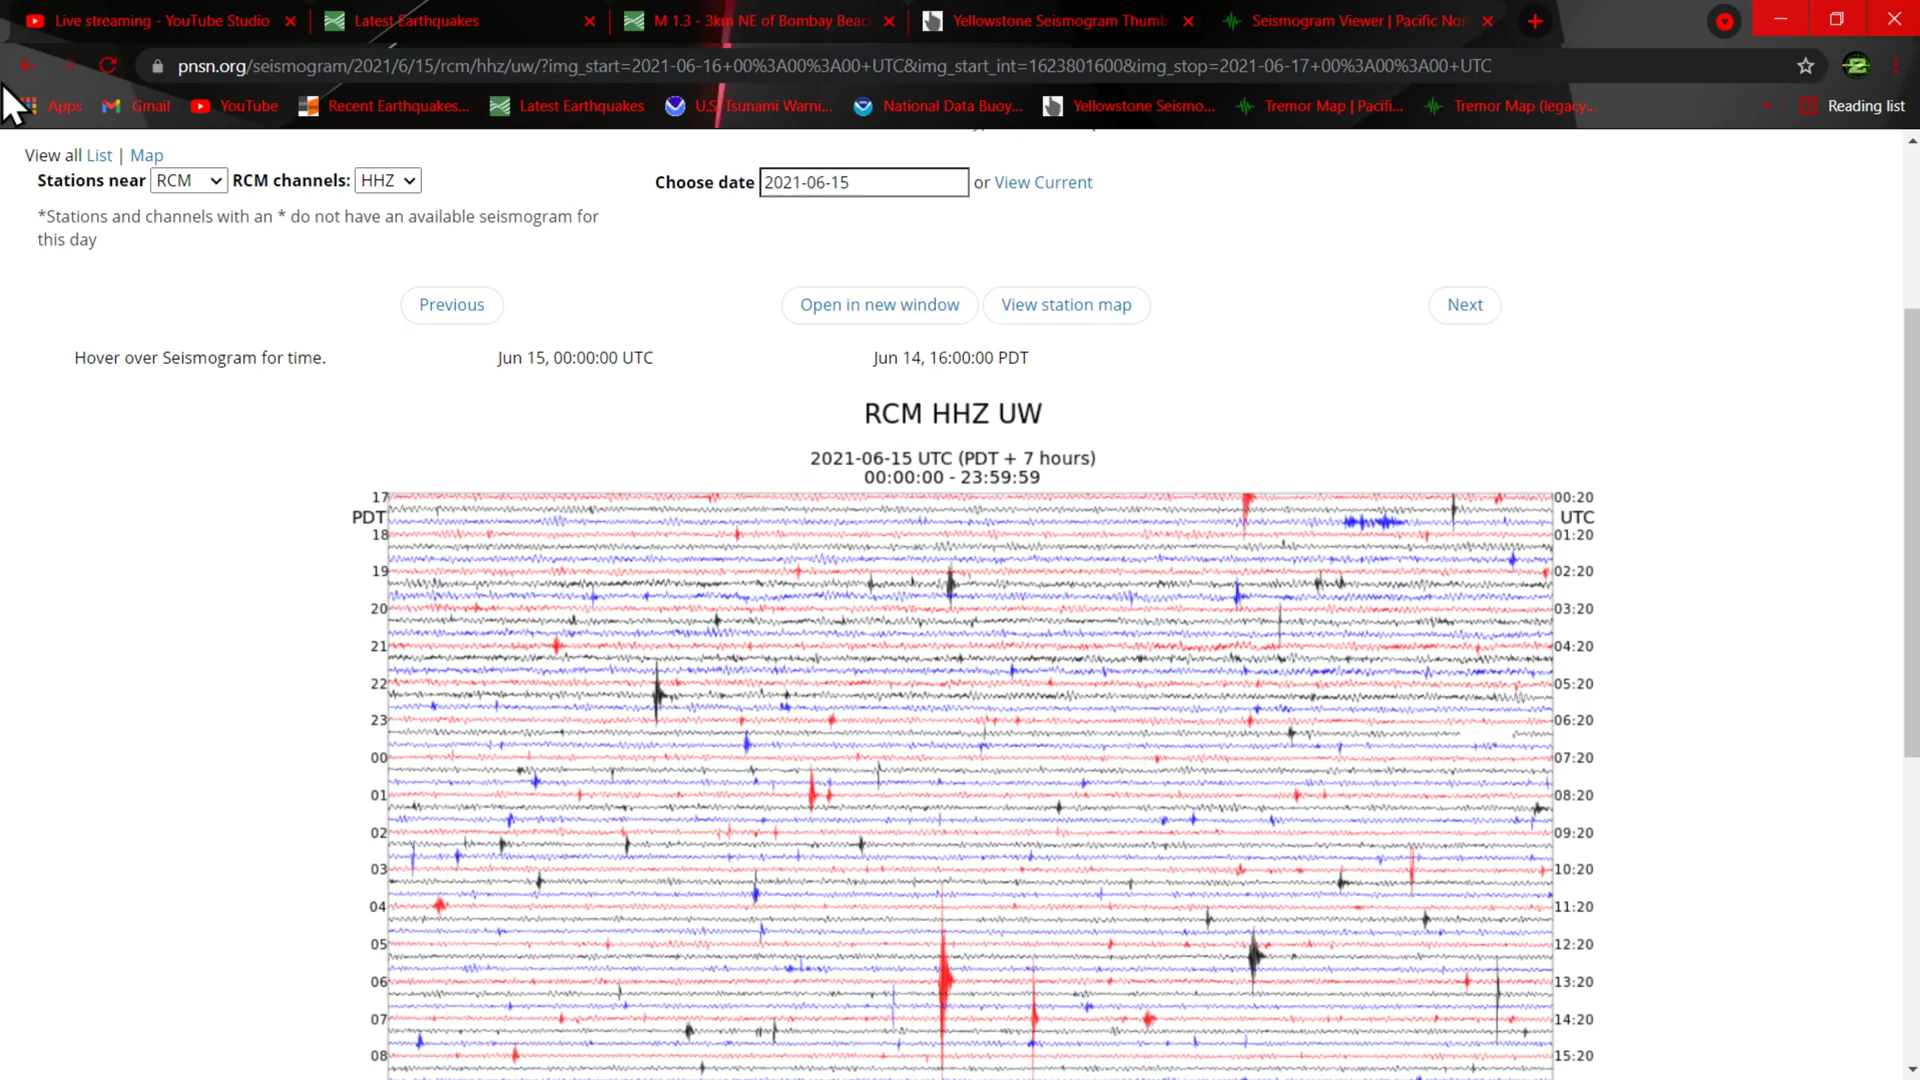 Live streaming - YouTube Studio
Latest Earthquakes
M 1.3 - 3km NE of Bombay Beac
Yellowstone Seismogram Thumb
Seismogram Viewer | Pacific Nor
pnsn.org/seismogram/2021/6/15/rcm/hhz/uw/?img_start=2021-06-16+00%3A00%3A00+UTC&img_start_int=1623801600&img_stop=2021-06-17+00%3A00%3A00+UTC
Apps
Gmail
YouTube
Recent Earthquakes...
Latest Earthquakes
U.S. Tsunami Warni...
National Data Buoy...
Yellowstone Seismo...
Tremor Map | Pacifi...
Tremor Map (legacy...
Reading list
View all List | Map
Stations near RCM RCM channels: HHZ
Choose date 2021-06-15 or View Current
*Stations and channels with an * do not have an available seismogram for
this day
Previous
Open in new window
View station map
Next
Hover over Seismogram for time.
Jun 15, 00:00:00 UTC
Jun 14, 16:00:00 PDT
RCM HHZ UW
2021-06-15 UTC (PDT + 7 hours)
00:00:00 - 23:59:59
17 00:20
PDT UTC
18 01:20
19 02:20
20 03:20
21 04:20
22 05:20
23 06:20
00 07:20
01 08:20
02 09:20
03 10:20
04 11:20
05 12:20
06 13:20
07 14:20
08 15:20